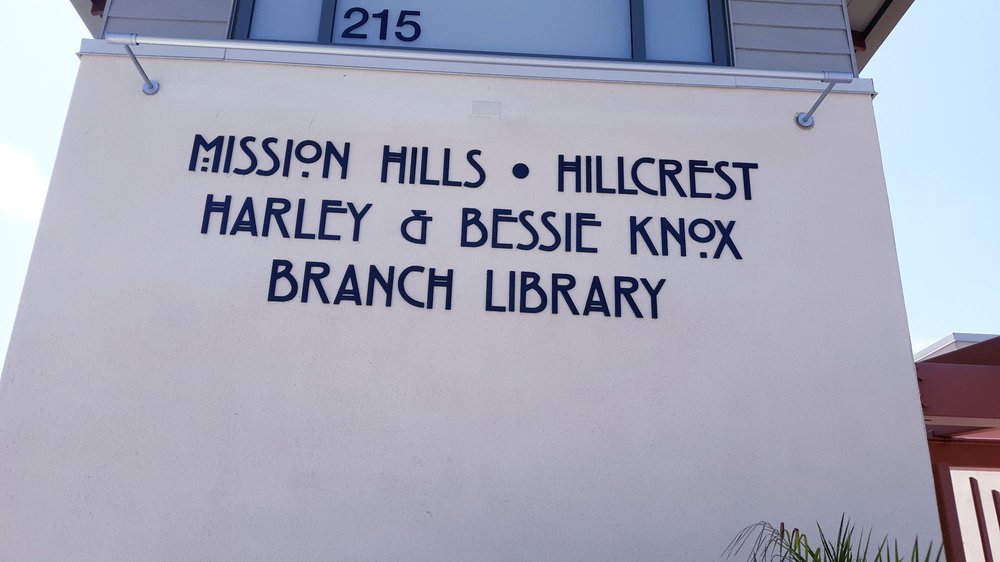 215
MISSION HILLS • HILLCREST
HARLEY & BESSIE KNOX
BRANCH LIBRARY